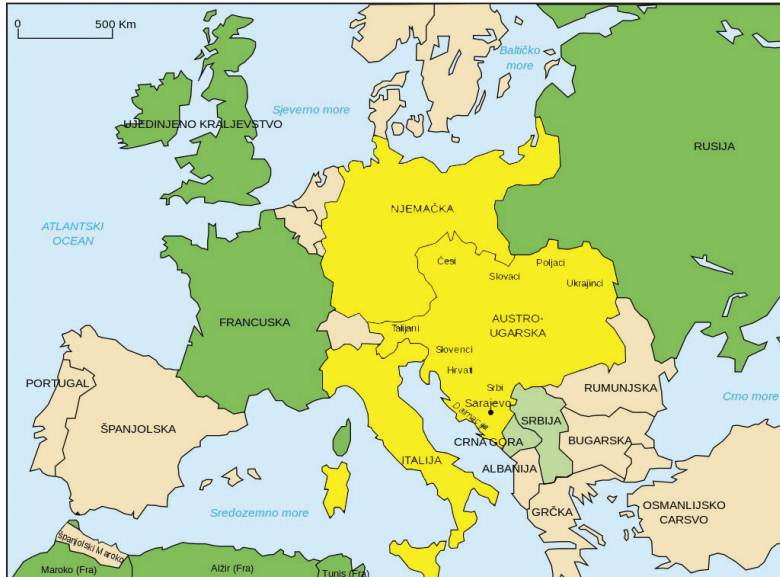 0
500 Km
Baltičko
more
Sjeverno more
UJEDINJENO KRALJEVSTVO
RUSIJA
NJEMAČKA
ATLANTSKI
OCEAN
Česi
Poljaci
Slovaci
Ukrajinci
FRANCUSKA
AUSTRO-
UGARSKA
Talijani
Slovenci
Hrvati
Srbi
Sarajevo
PORTUGAL
RUMUNJSKA
Crno more
ŠPANJOLSKA
SRBIJA
CRNA GORA
BUGARSKA
ITALIJA
ALBANIJA
GRČKA
OSMANLIJSKO
CARSVO
Sredozemno more
Španjolski Maroko
Maroko (Fra)
Alžir (Fra)
Tunis (Fra)